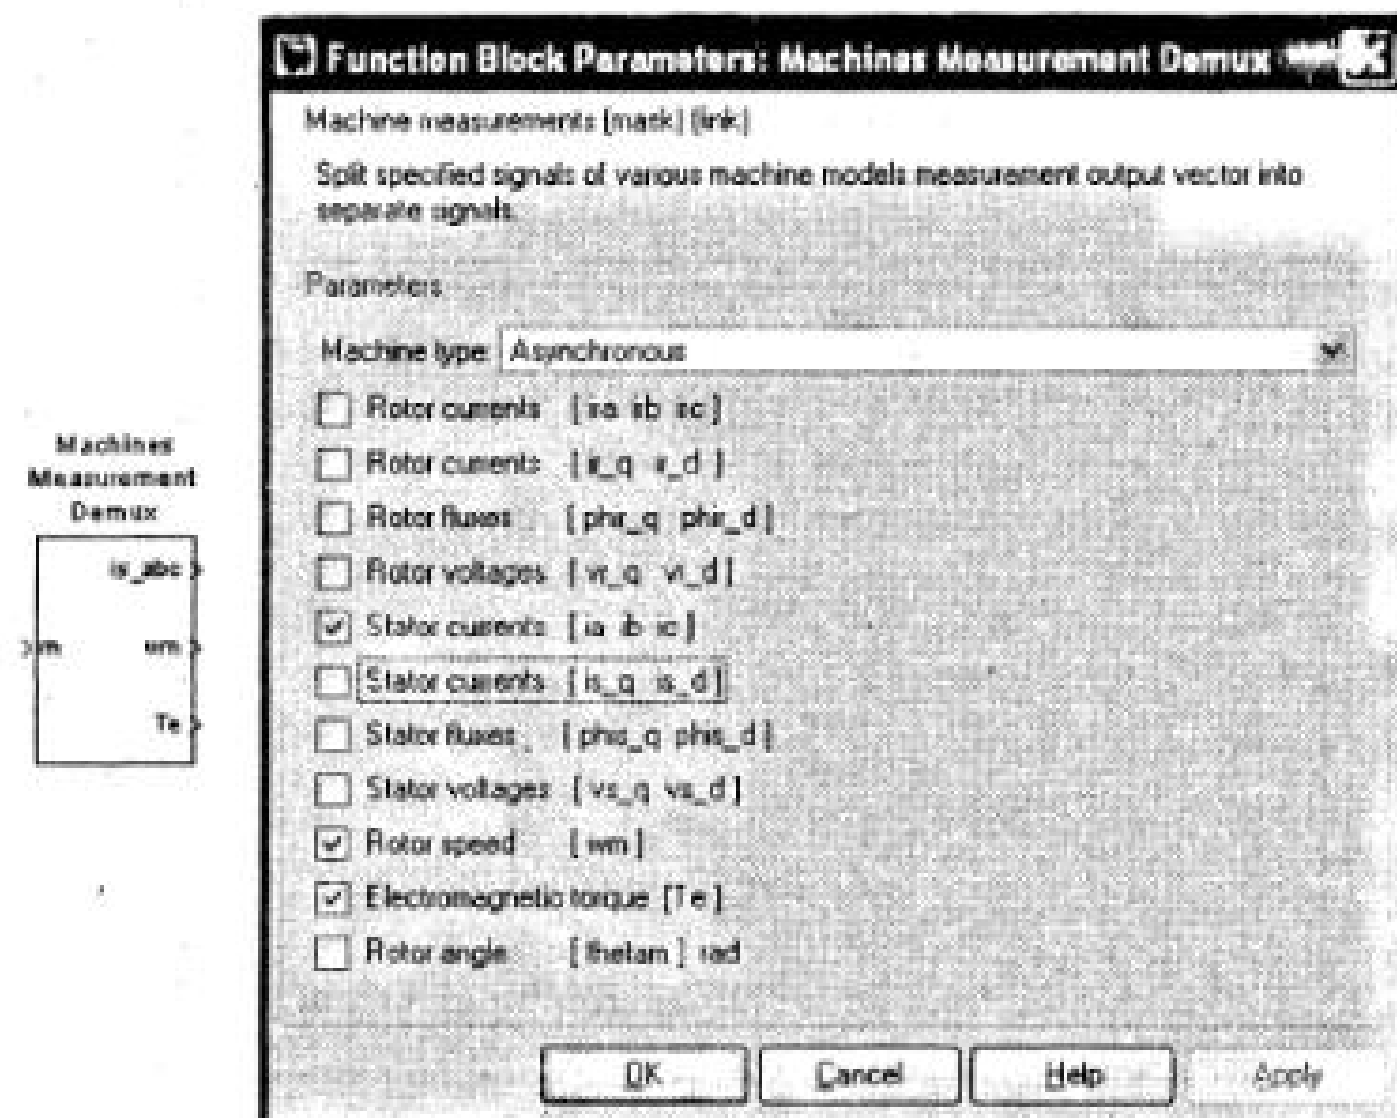 Function Block Parameters: Machines Measurement Demux
Machine measurements (mask) (link)
Split specified signals of various machine models measurement output vector into
separate signals.
Parameters
Machine type: Asynchronous
Rotor currents [ ira irb irc ]
Rotor currents [ ir_q ir_d ]
Rotor fluxes : [ phir_q phir_d ]
Rotor voltages [ vr_q vr_d ]
Stator currents [ ia ib ic ]
Stator currents [ is_q is_d ]
Stator fluxes [ phis_q phis_d ]
Stator voltages [ vs_q vs_d ]
Rotor speed [ wm ]
Electromagnetic torque [Te ]
Rotor angle [ thetam ] rad
OK Cancel Help Apply
Machines
Measurement
Demux
is_abc
m wm
Te